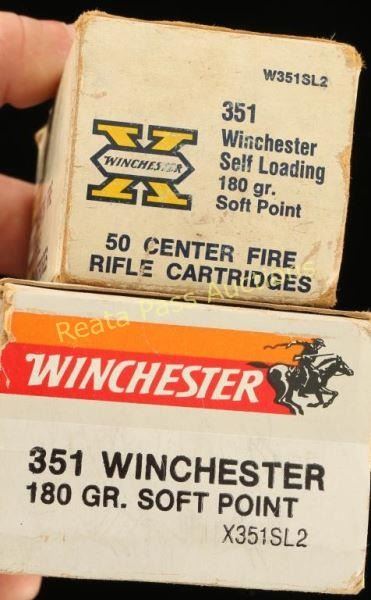 W351SL2
351
Winchester
Self Loading
180 gr.
Soft Point
X
WINCHESTER
50 CENTER FIRE
RIFLE CARTRIDGES
Reata Pass Auctions
WINCHESTER
351 WINCHESTER
180 GR. SOFT POINT
X351SL2